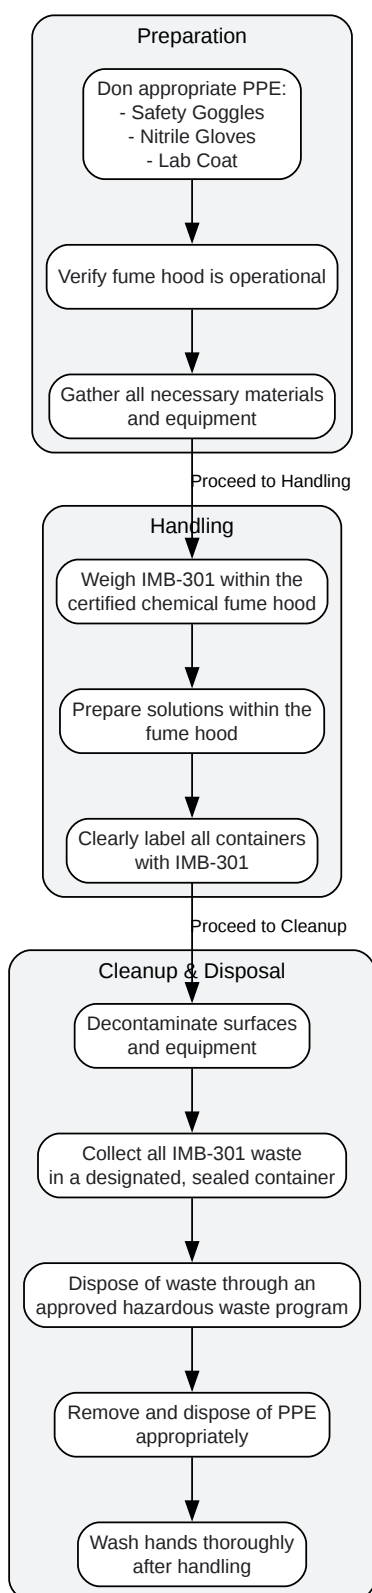 Preparation
Don appropriate PPE:
- Safety Goggles
- Nitrile Gloves
- Lab Coat
Verify fume hood is operational
Gather all necessary materials
and equipment
Proceed to Handling
Handling
Weigh IMB-301 within the
certified chemical fume hood
Prepare solutions within the
fume hood
Clearly label all containers
with IMB-301
Proceed to Cleanup
Cleanup & Disposal
Decontaminate surfaces
and equipment
Collect all IMB-301 waste
in a designated, sealed container
Dispose of waste through an
approved hazardous waste program
Remove and dispose of PPE
appropriately
Wash hands thoroughly
after handling